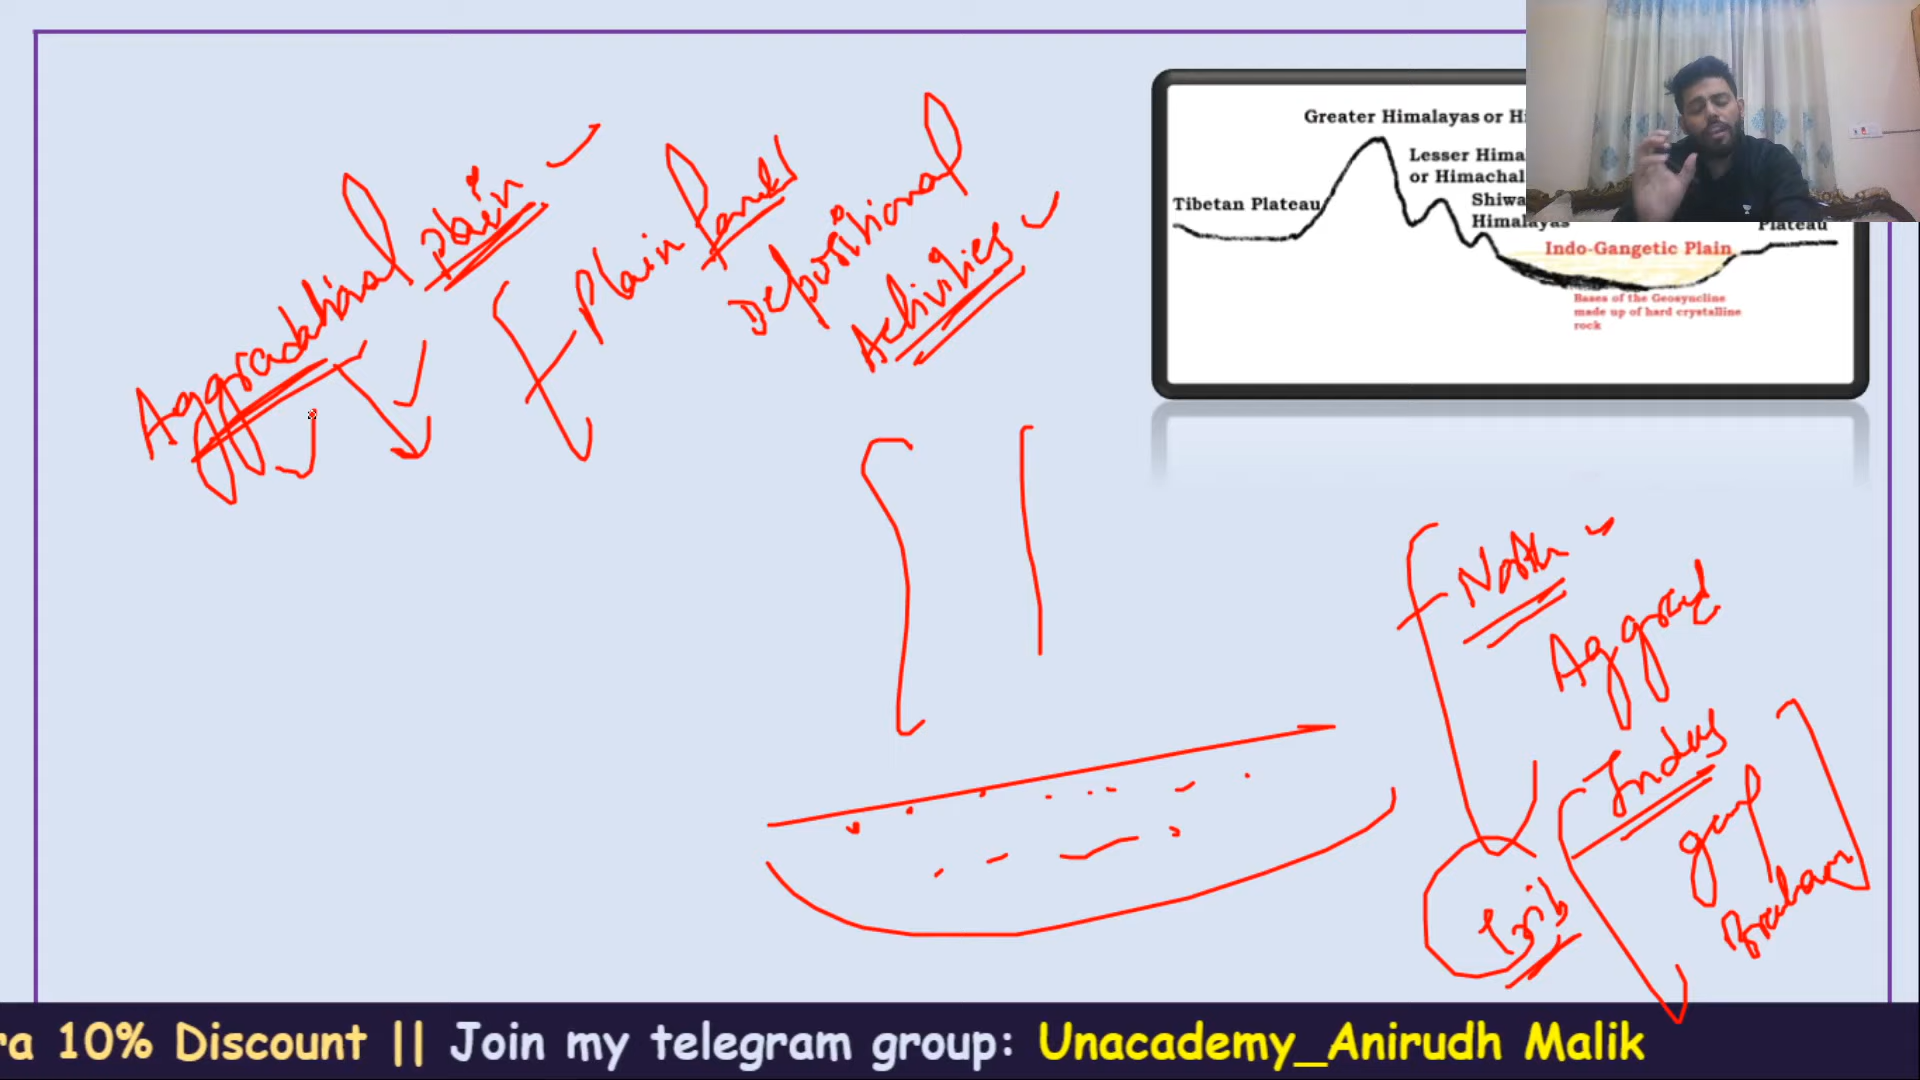 Aggradational plain
Plain Lands
Depositional
Activities
Greater Himalayas or Hi
Lesser Hima
or Himachal
Shiwa
Himalayas
Tibetan Plateau
Plateau
Indo-Gangetic Plain
Bases of the Geosyncline
made up of hard crystalline
rock
North
Aggrad
Indus
Braham
Trib
ra 10% Discount || Join my telegram group: Unacademy_Anirudh Malik